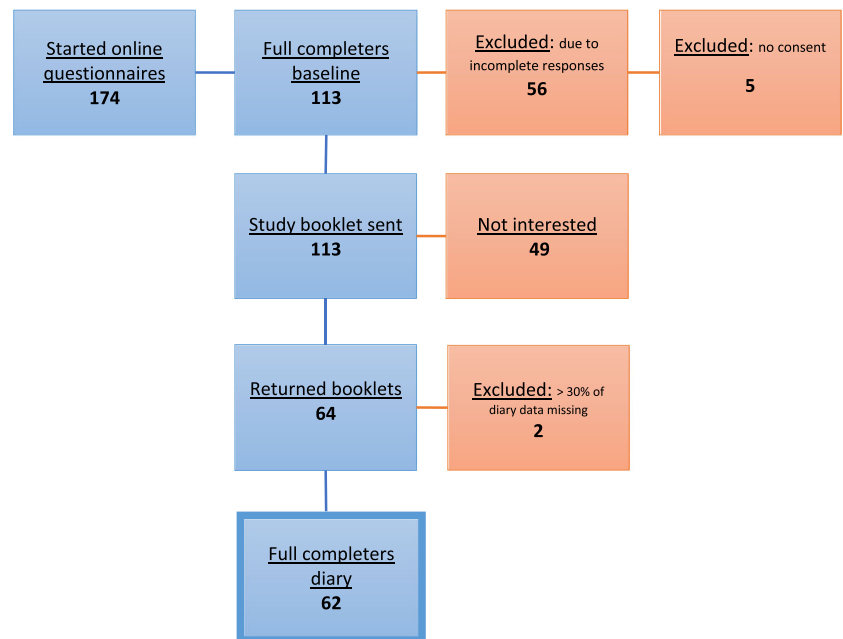 Started online
questionnaires
174
Full completers
baseline
113
Excluded: due to
incomplete responses
56
Excluded: no consent
5
Study booklet sent
113
Not interested
49
Returned booklets
64
Excluded: > 30% of
diary data missing
2
Full completers
diary
62